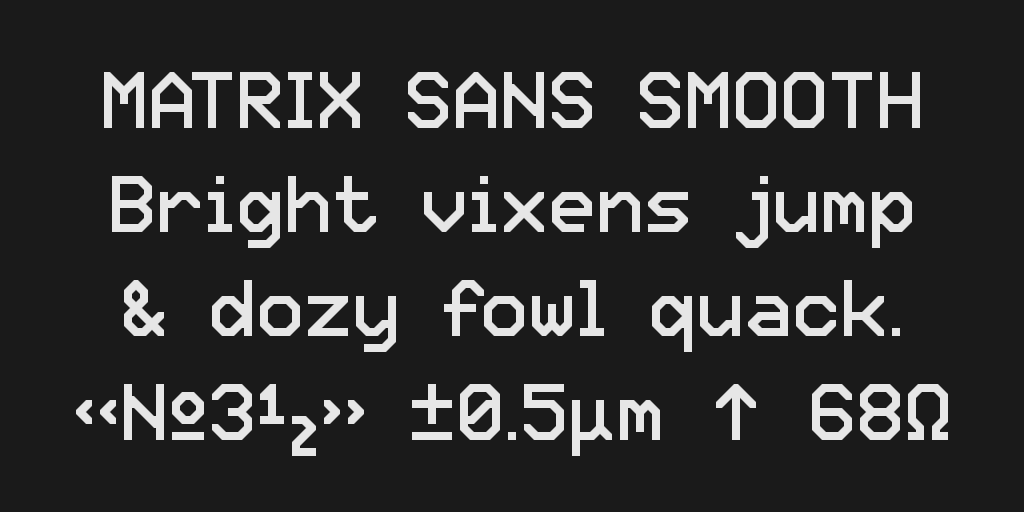 MATRIX SANS SMOOTH
Bright vixens jump
& dozy fowl quack.
«№3¹₂» ±0.5µm ↑ 68Ω